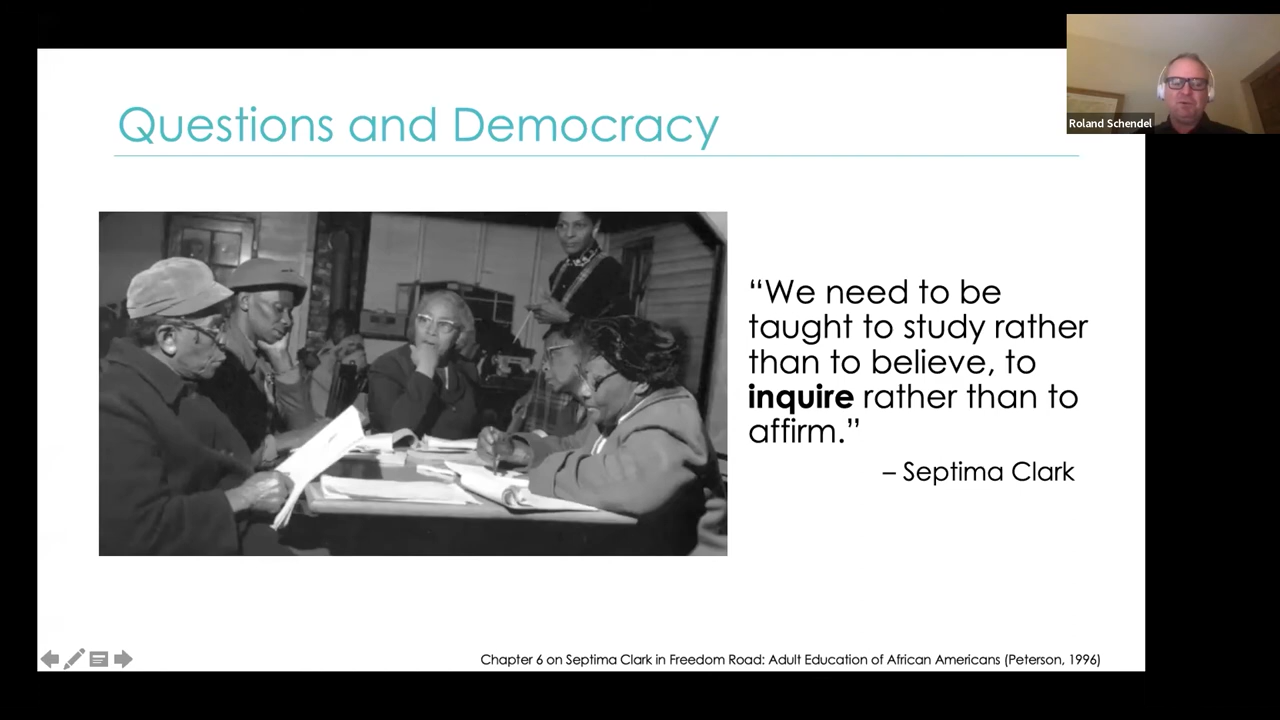 Questions and Democracy
Roland Schendel
“We need to be
taught to study rather
than to believe, to
inquire rather than to
affirm.”
– Septima Clark
Chapter 6 on Septima Clark in Freedom Road: Adult Education of African Americans (Peterson, 1996)